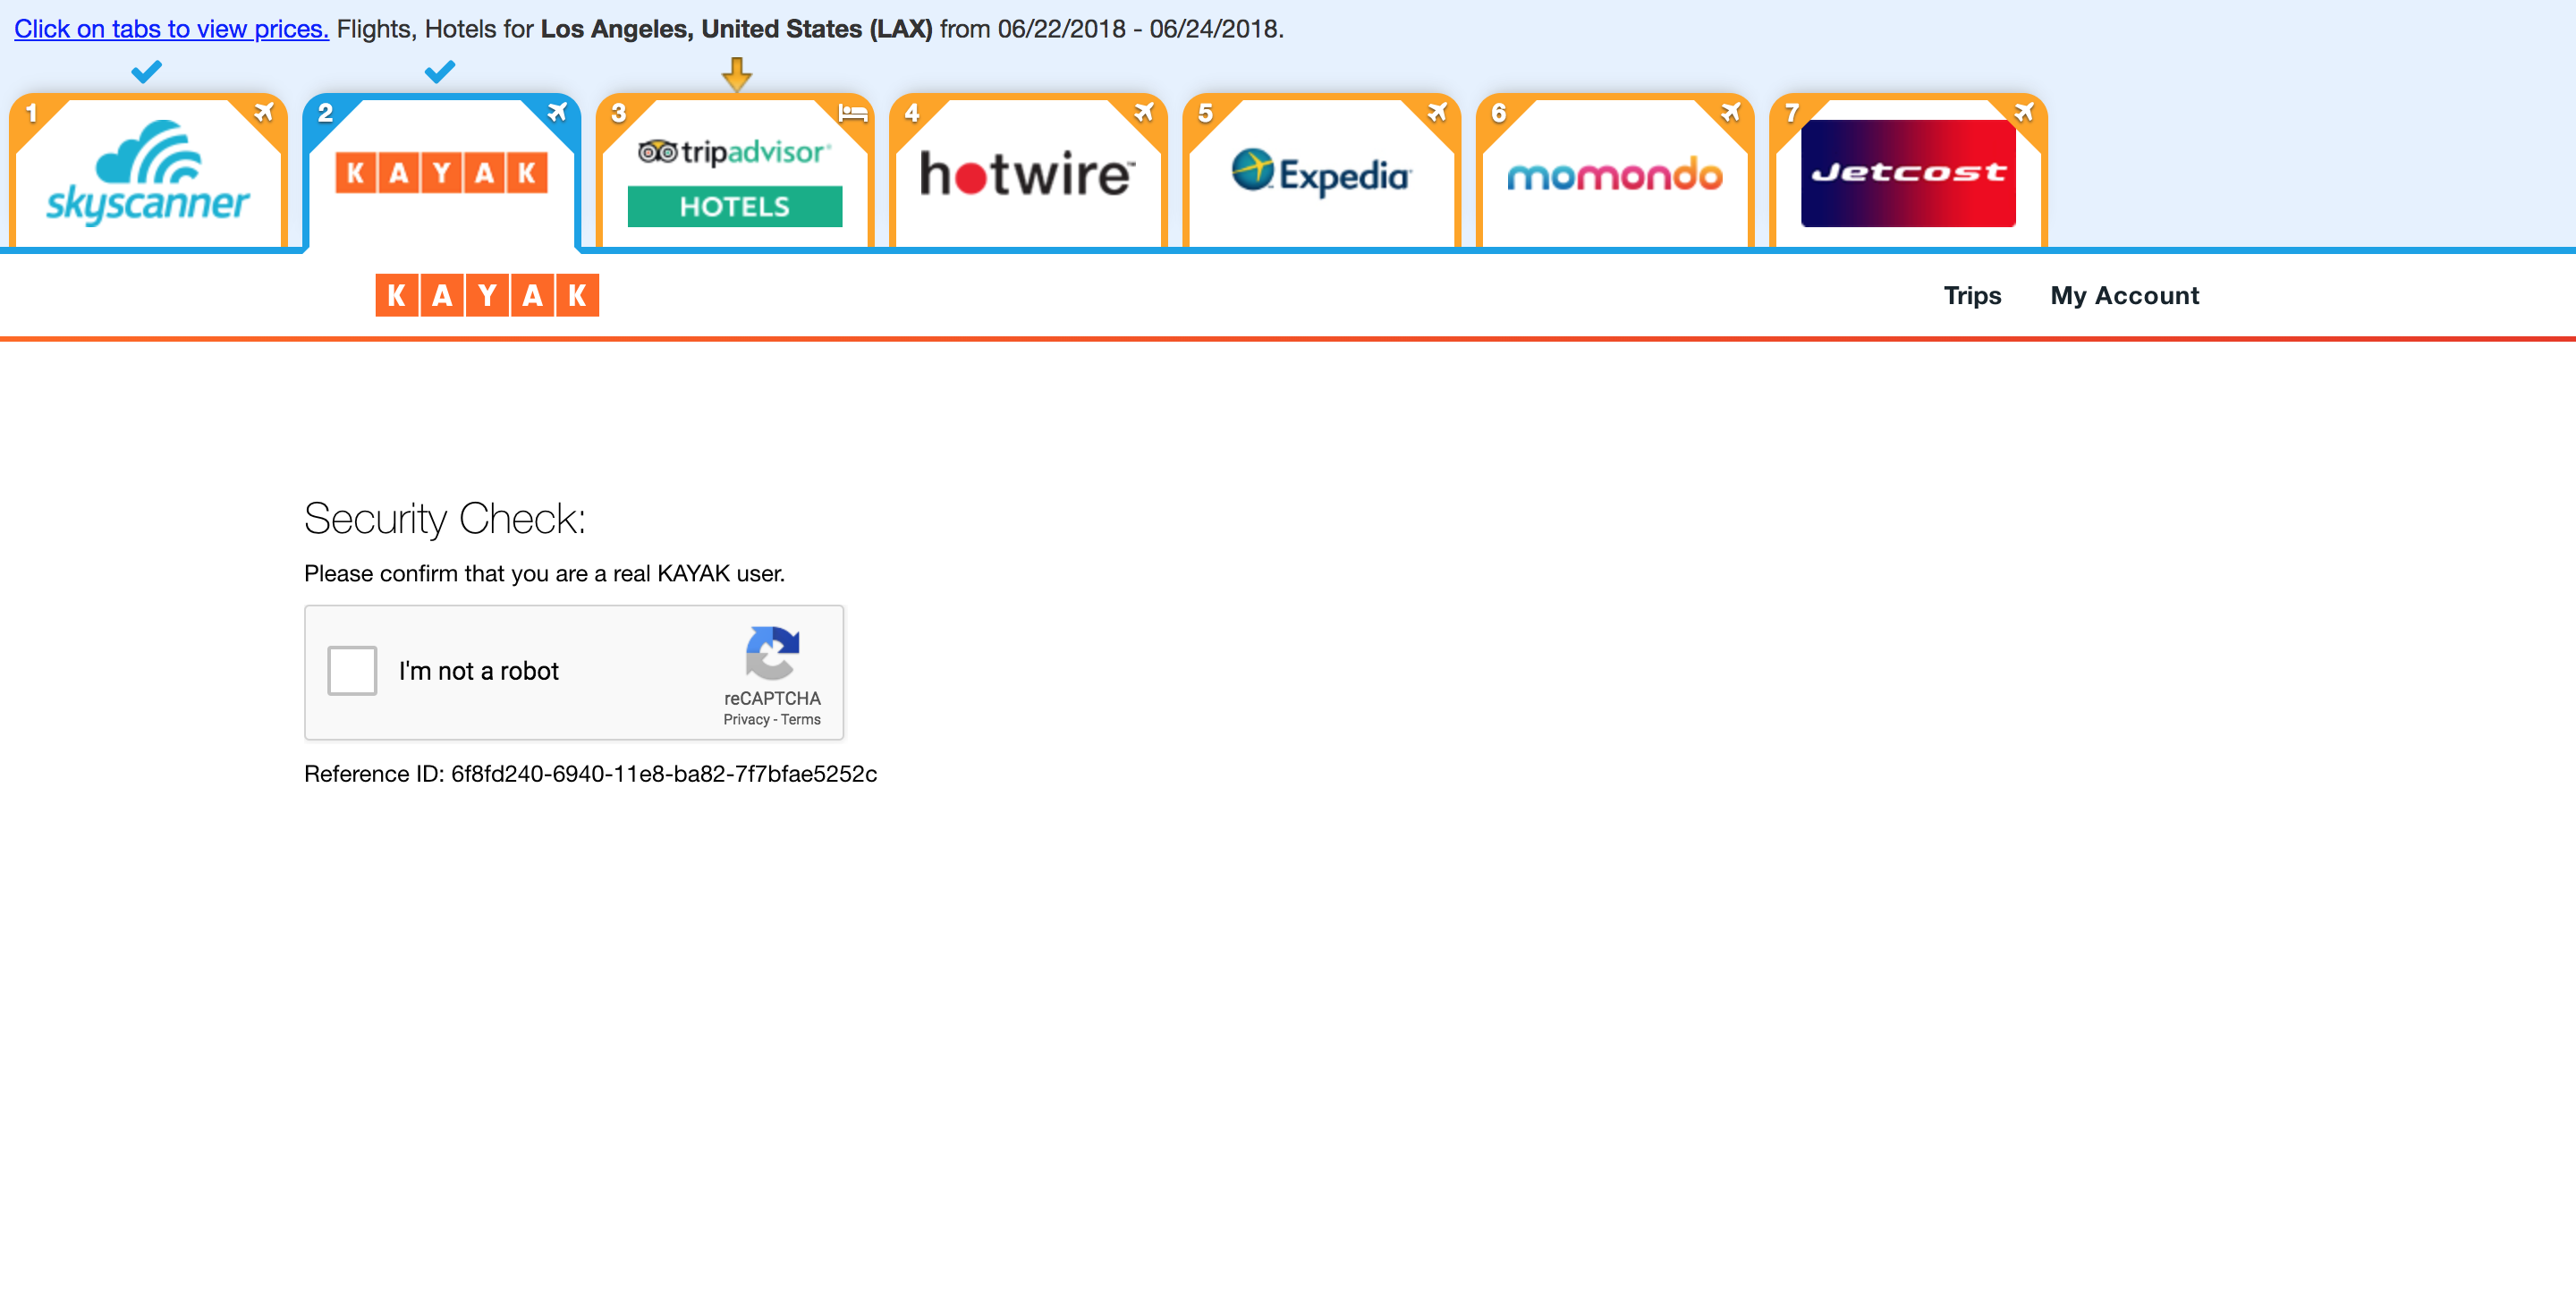 Click on tabs to view prices. Flights, Hotels for Los Angeles, United States (LAX) from 06/22/2018 - 06/24/2018.
1 skyscanner
2 KAYAK
3 tripadvisor HOTELS
4 hotwire™
5 Expedia
6 momondo
7 Jetcost
KAYAK Trips My Account
Security Check:
Please confirm that you are a real KAYAK user.
I'm not a robot
reCAPTCHA
Privacy - Terms
Reference ID: 6f8fd240-6940-11e8-ba82-7f7bfae5252c